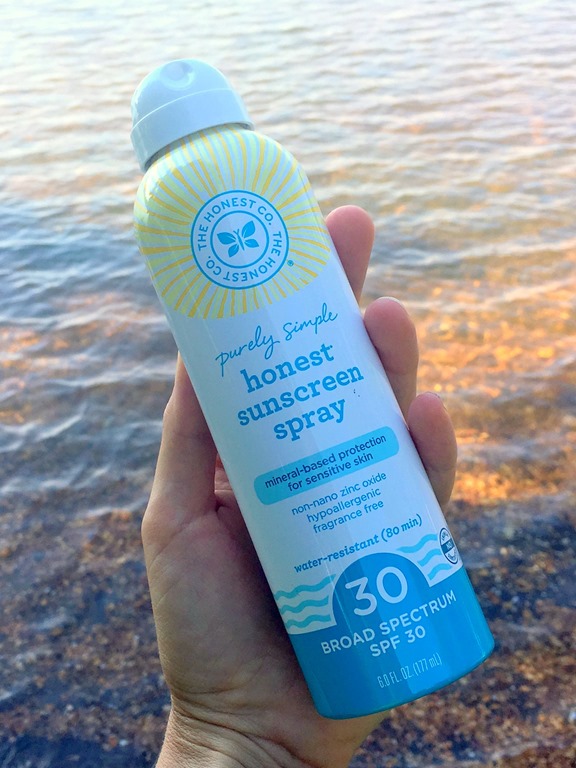 THE HONEST CO. THE HONEST CO.
purely simple
honest
sunscreen
spray
mineral-based protection
for sensitive skin
non-nano zinc oxide
hypoallergenic
fragrance free
water-resistant (80 min)
30
BROAD SPECTRUM
SPF 30
6.0 FL. OZ (177 mL)